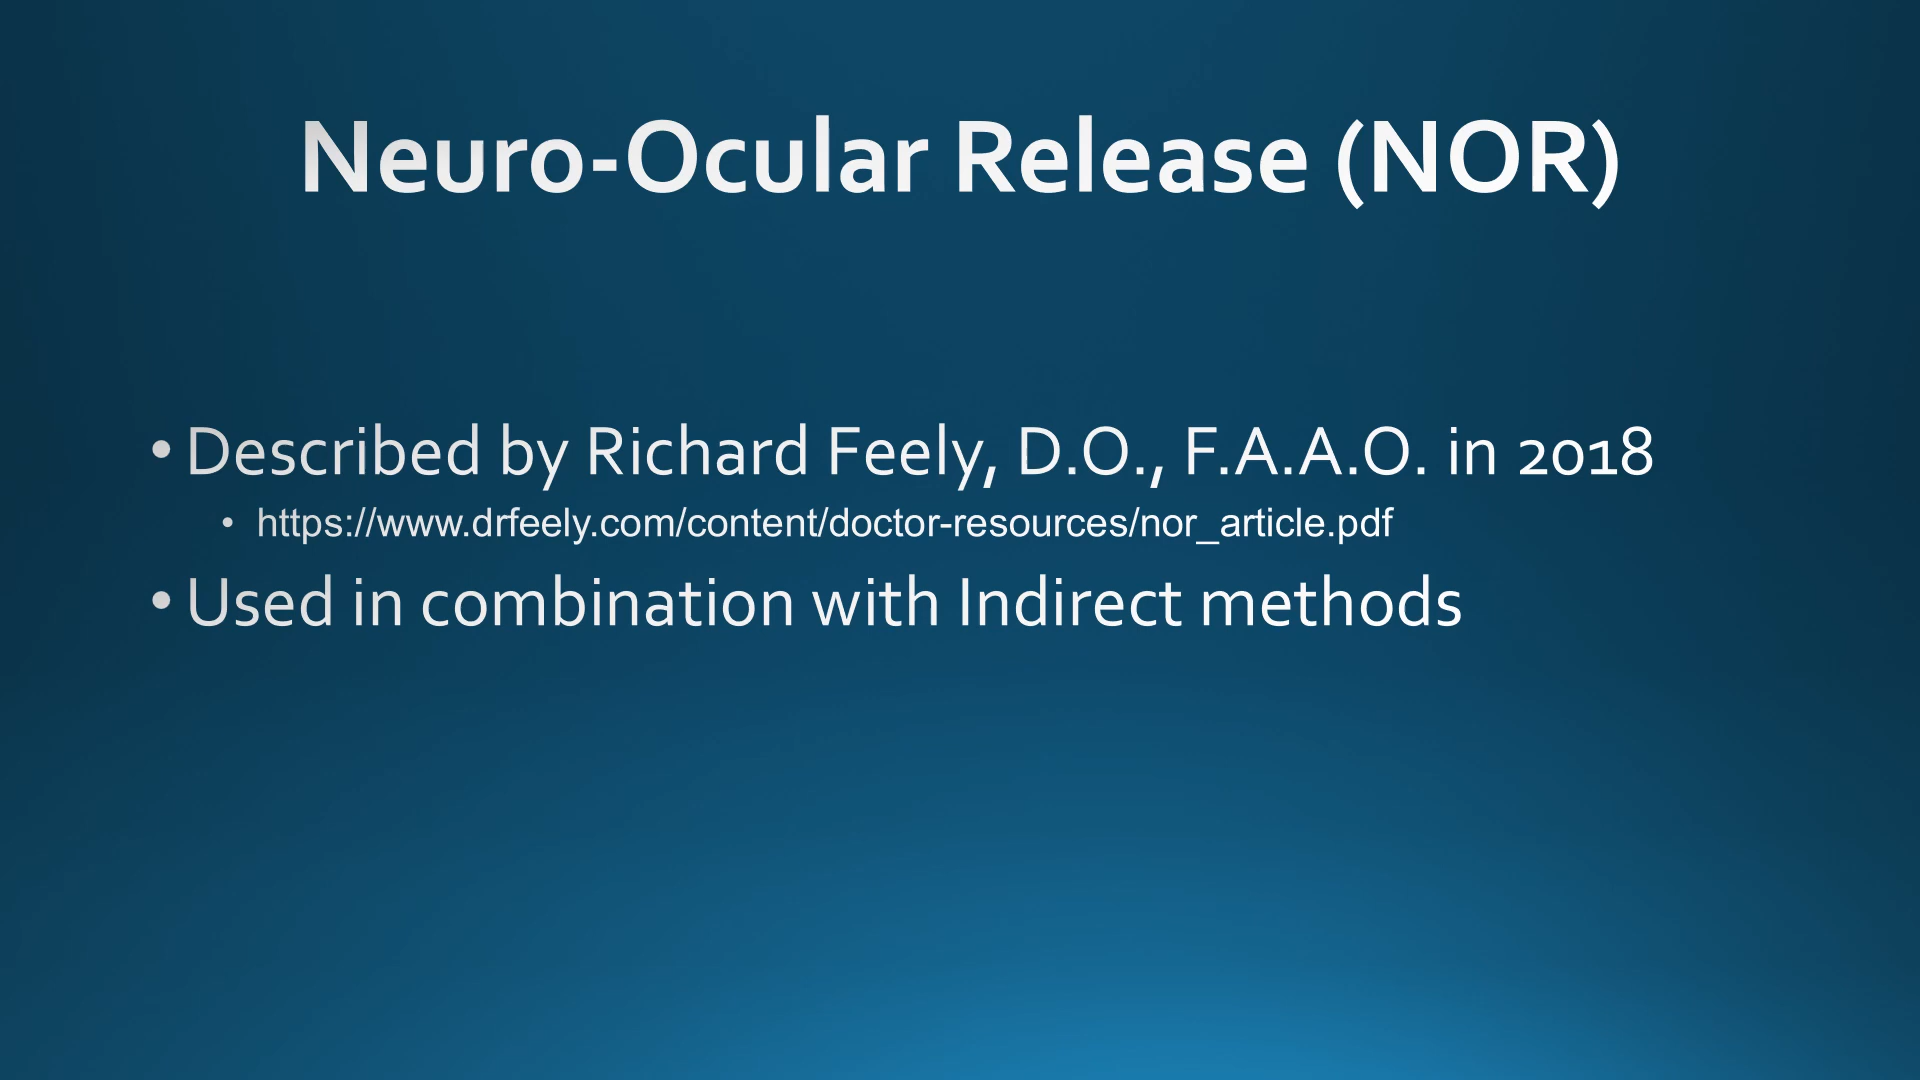 Neuro-Ocular Release (NOR)
• Described by Richard Feely, D.O., F.A.A.O. in 2018
• https://www.drfeely.com/content/doctor-resources/nor_article.pdf
• Used in combination with Indirect methods